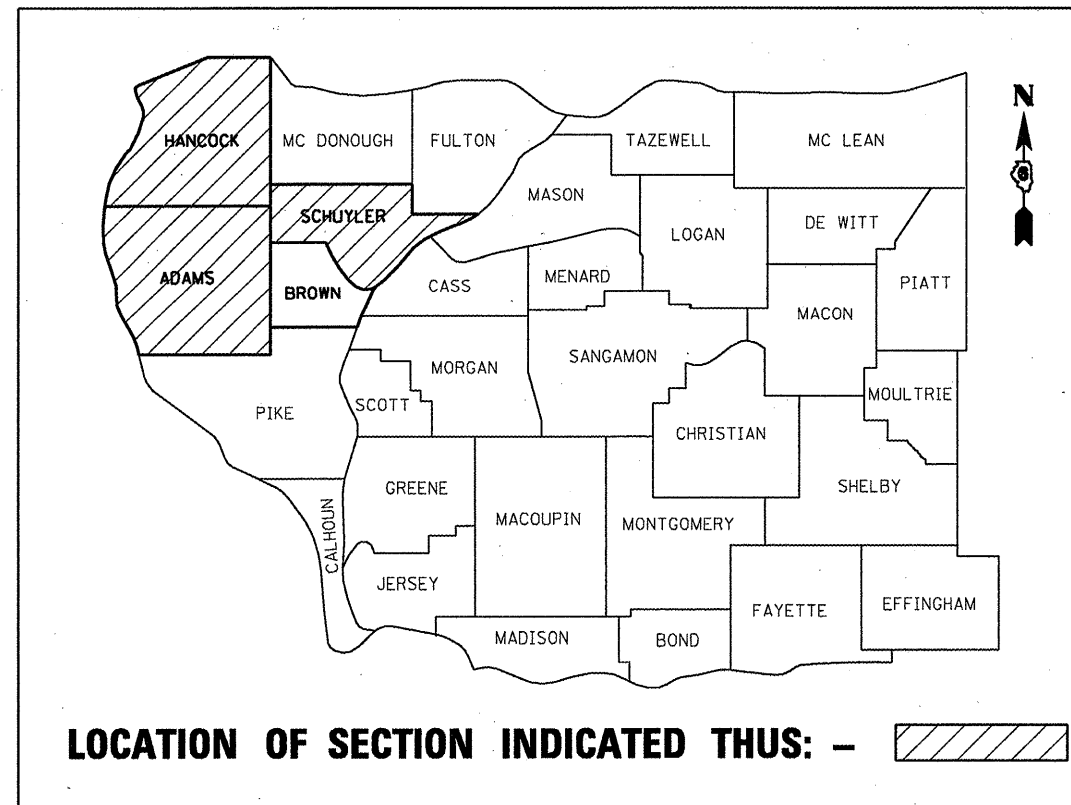 N
6
HANCOCK
MC DONOUGH
FULTON
TAZEWELL
MC LEAN
MASON
SCHUYLER
LOGAN
DE WITT
ADAMS
BROWN
CASS
MENARD
PIATT
MACON
MORGAN
SANGAMON
SCOTT
MOULTRIE
PIKE
CHRISTIAN
GREENE
SHELBY
MACOUPIN
MONTGOMERY
CALHOUN
JERSEY
FAYETTE
EFFINGHAM
MADISON
BOND
LOCATION OF SECTION INDICATED THUS: –